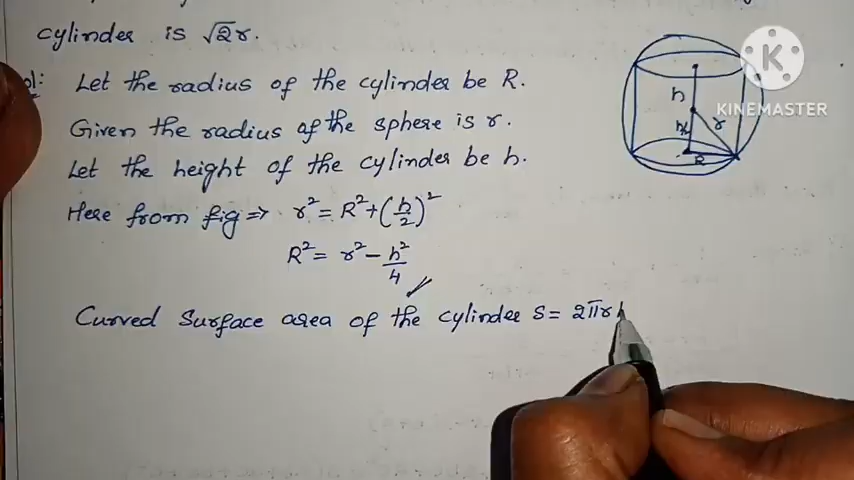 cylinder is √2r.
Let the radius of the cylinder be R.
Given the radius of the sphere is r.
Let the height of the cylinder be h.
Here from fig ⇒ r² = R² + (h/2)²
R² = r² − h²/4
Curved Surface area of the cylinder S = 2πr
h
r
R
K
KINEMASTER